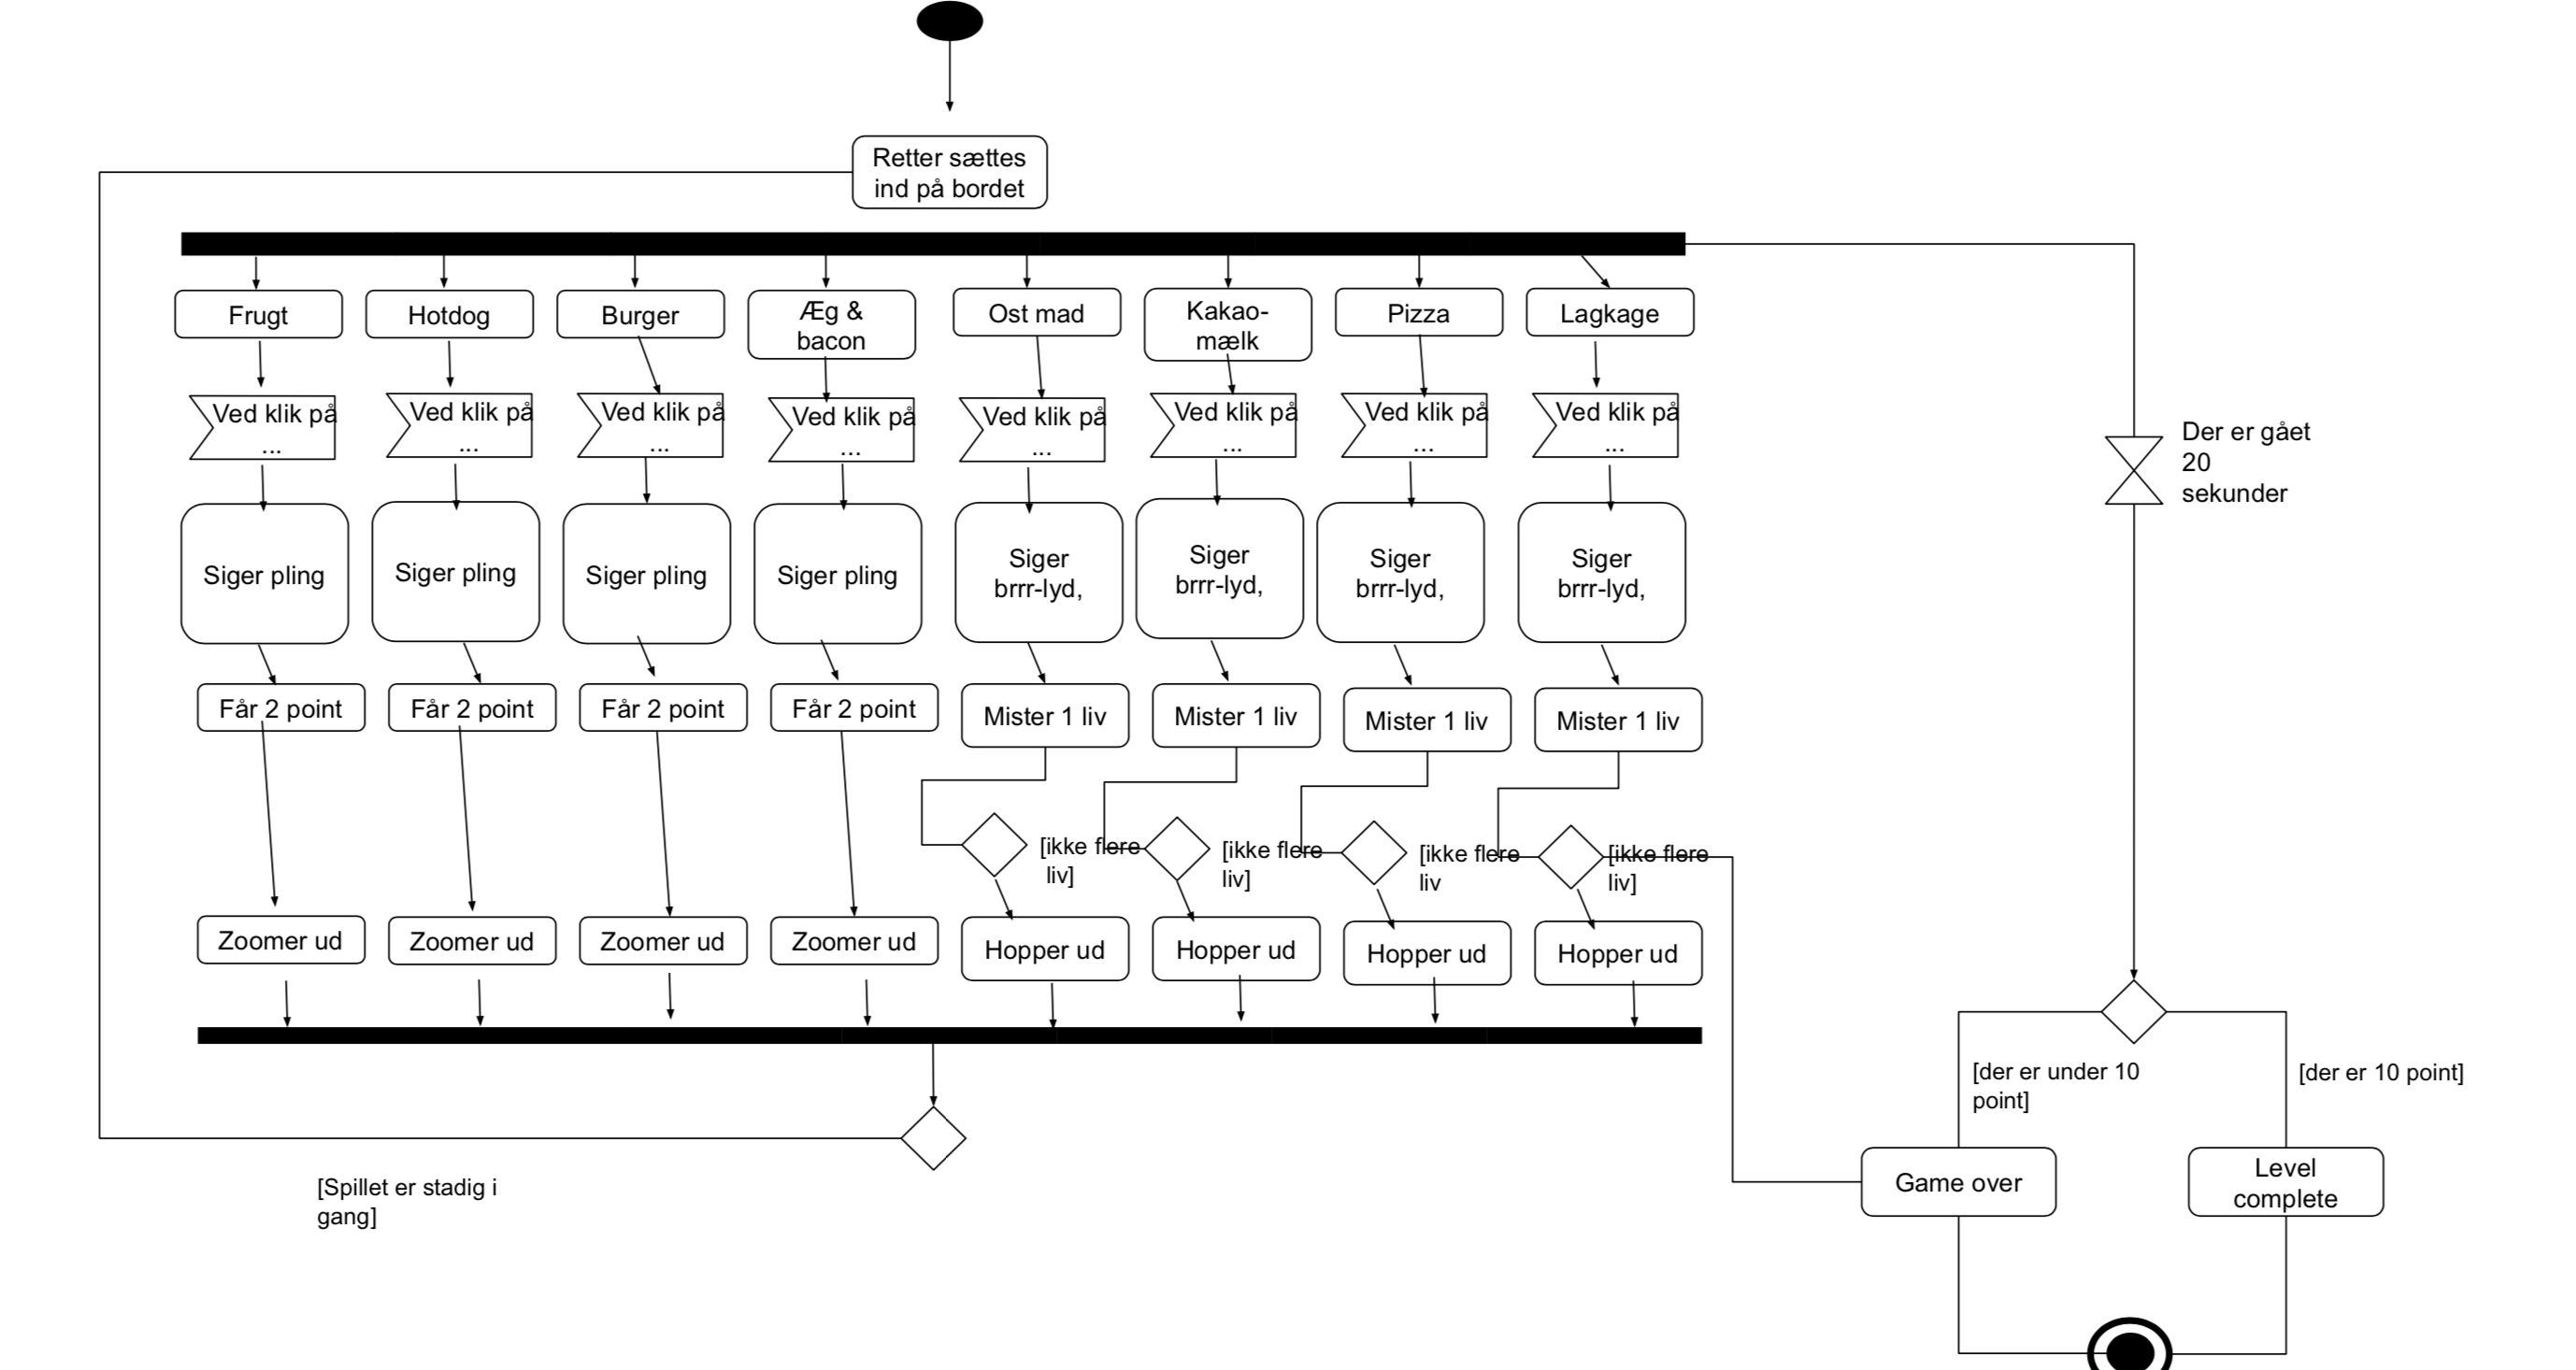 Retter sættes
ind på bordet
Frugt
Hotdog
Burger
Æg &
bacon
Ost mad
Kakao-
mælk
Pizza
Lagkage
Ved klik på
...
Ved klik på
...
Ved klik på
...
Ved klik på
...
Ved klik på
...
Ved klik på
...
Ved klik på
...
Ved klik på
...
Der er gået
20
sekunder
Siger pling
Siger pling
Siger pling
Siger pling
Siger
brrr-lyd,
Siger
brrr-lyd,
Siger
brrr-lyd,
Siger
brrr-lyd,
Får 2 point
Får 2 point
Får 2 point
Får 2 point
Mister 1 liv
Mister 1 liv
Mister 1 liv
Mister 1 liv
[ikke flere
liv]
[ikke flere
liv]
[ikke flere
liv
[ikke flere
liv]
Zoomer ud
Zoomer ud
Zoomer ud
Zoomer ud
Hopper ud
Hopper ud
Hopper ud
Hopper ud
[der er under 10
point]
[der er 10 point]
[Spillet er stadig i
gang]
Game over
Level
complete